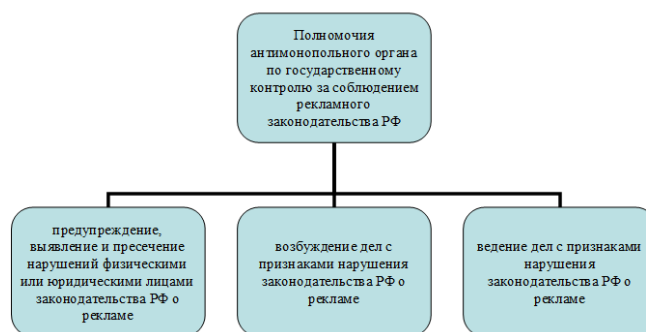 Полномочия
антимонопольного органа
по государственному
контролю за соблюдением
рекламного
законодательства РФ
предупреждение,
выявление и пресечение
нарушений физическими
или юридическими лицами
законодательства РФ о
рекламе
возбуждение дел с
признаками нарушения
законодательства РФ о
рекламе
ведение дел с признаками
нарушения
законодательства РФ о
рекламе